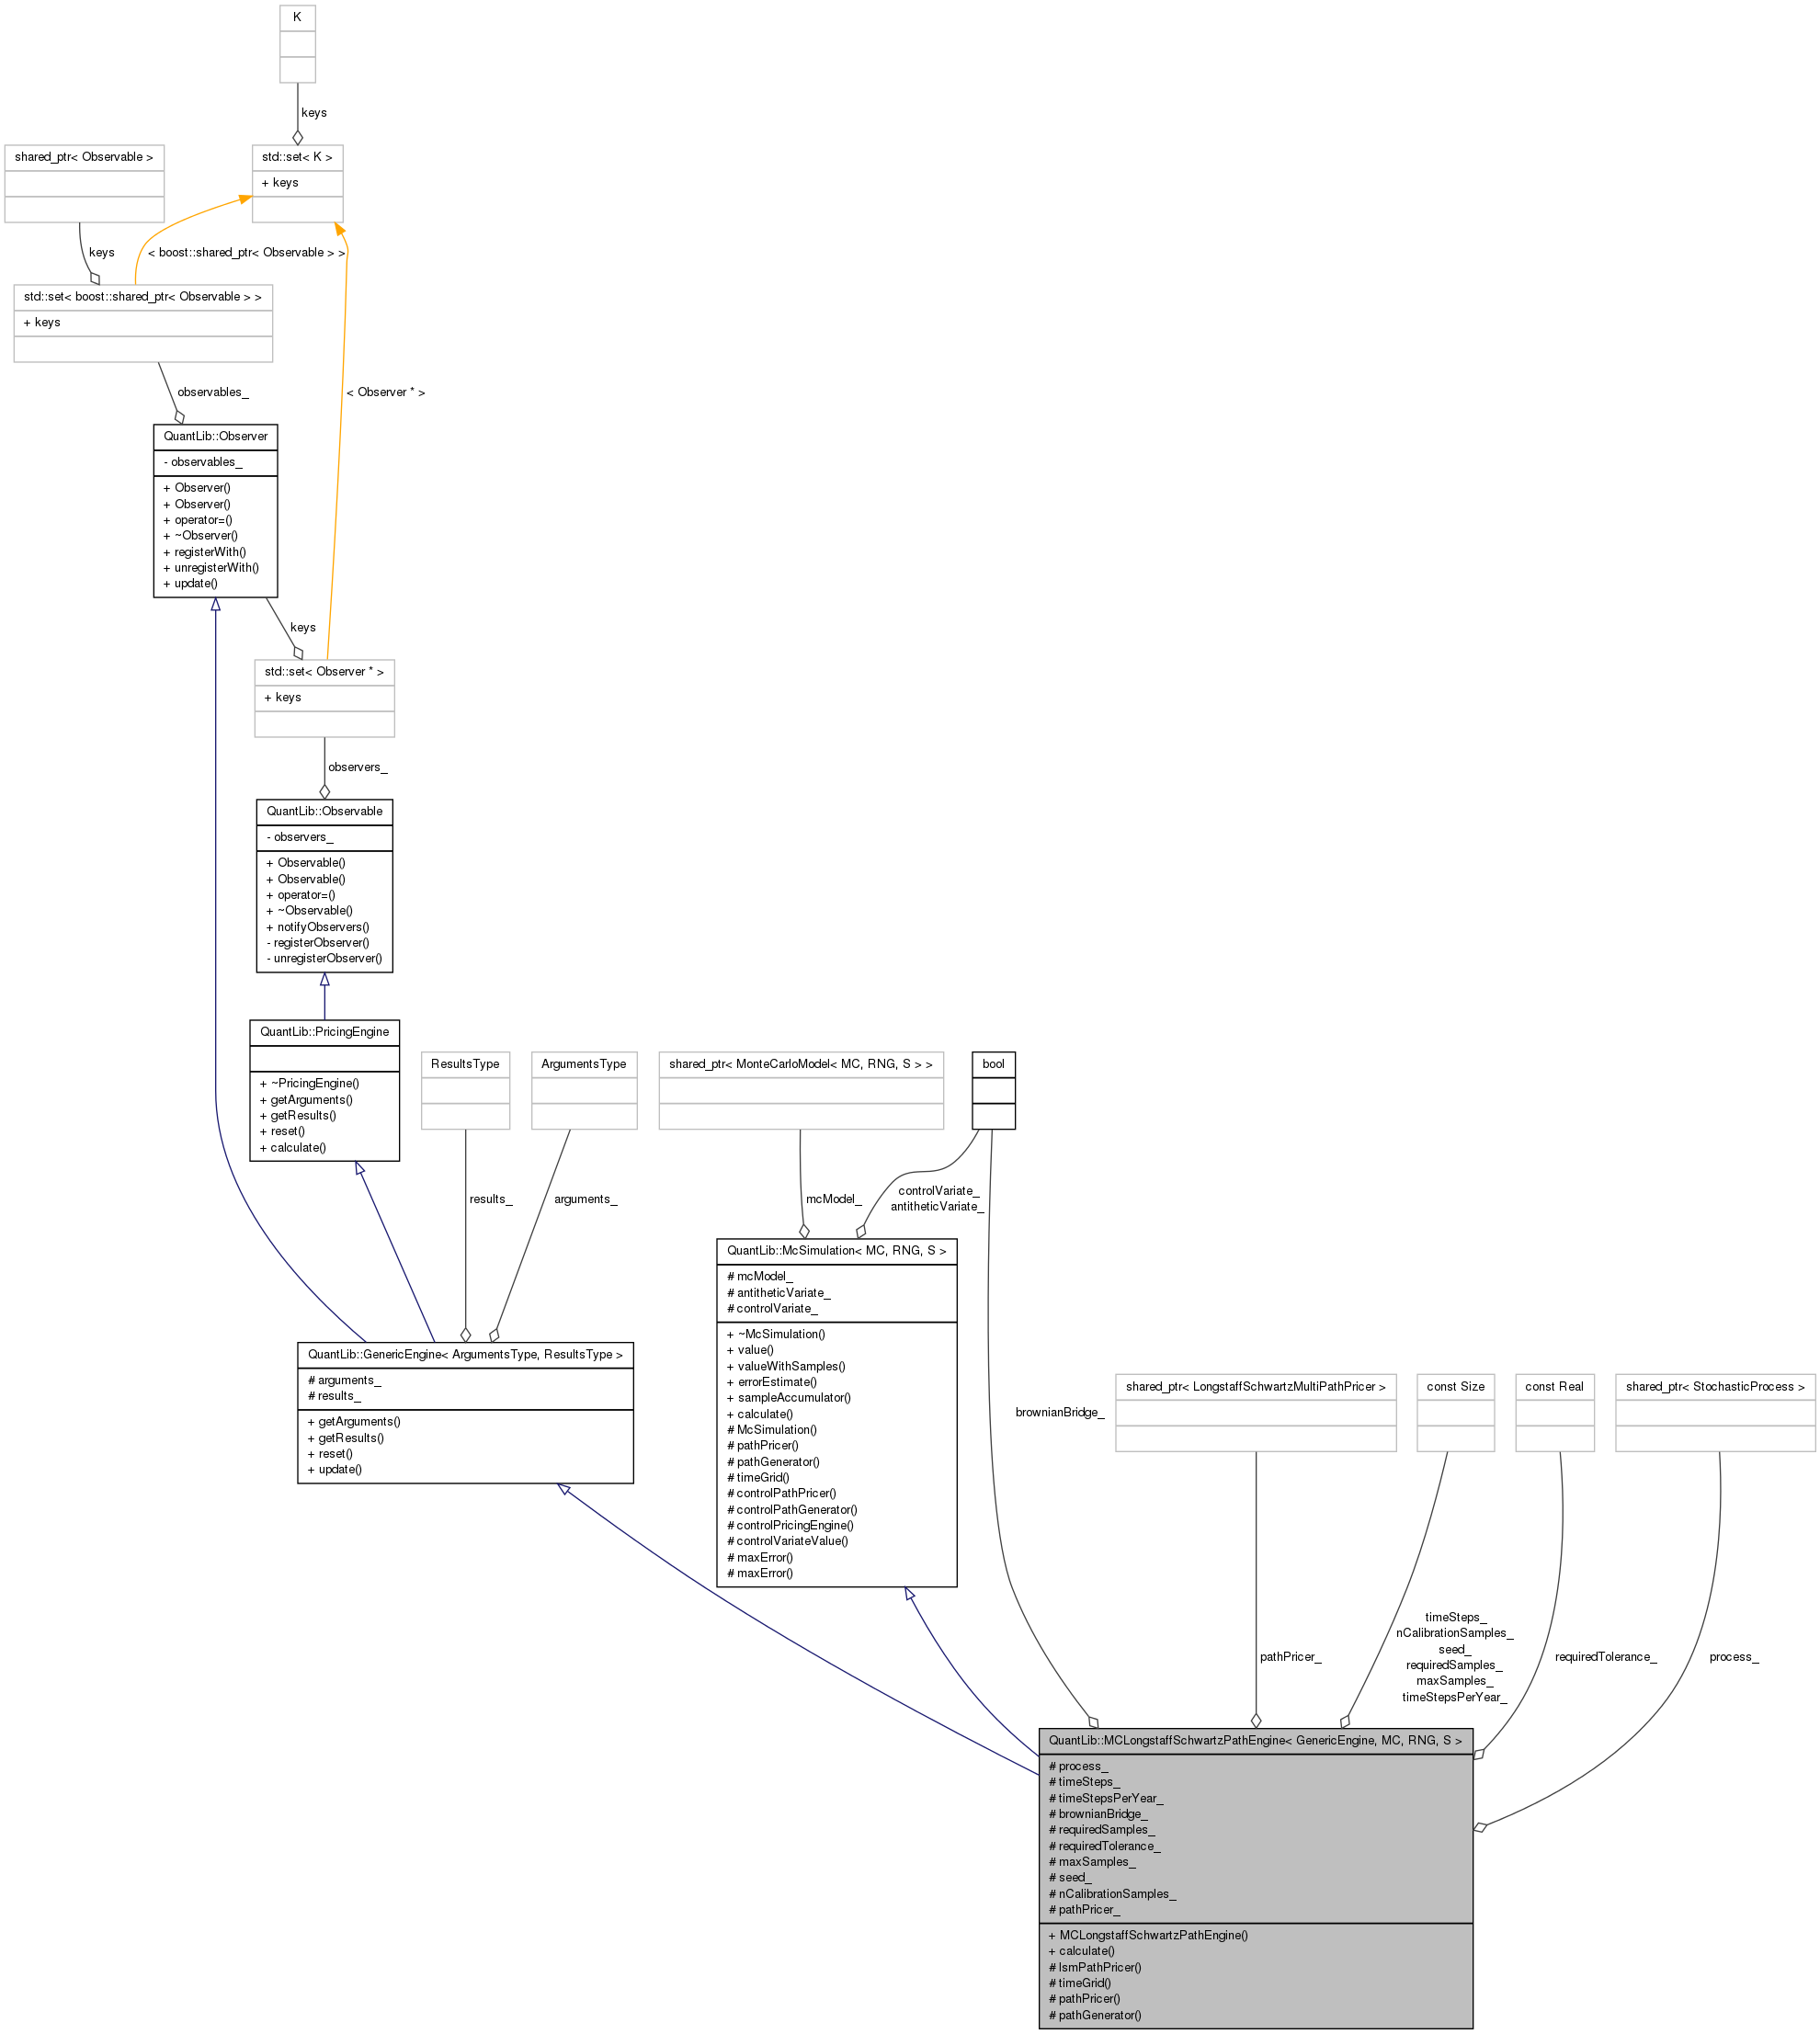 K
keys
shared_ptr< Observable >
std::set< K >
+ keys
keys
< boost::shared_ptr< Observable > >
std::set< boost::shared_ptr< Observable > >
+ keys
observables_
< Observer * >
QuantLib::Observer
- observables_
+ Observer()
+ Observer()
+ operator=()
+ ~Observer()
+ registerWith()
+ unregisterWith()
+ update()
keys
std::set< Observer * >
+ keys
observers_
QuantLib::Observable
- observers_
+ Observable()
+ Observable()
+ operator=()
+ ~Observable()
+ notifyObservers()
- registerObserver()
- unregisterObserver()
QuantLib::PricingEngine
+ ~PricingEngine()
+ getArguments()
+ getResults()
+ reset()
+ calculate()
ResultsType
ArgumentsType
shared_ptr< MonteCarloModel< MC, RNG, S > >
bool
results_
arguments_
mcModel_
controlVariate_
antitheticVariate_
QuantLib::McSimulation< MC, RNG, S >
# mcModel_
# antitheticVariate_
# controlVariate_
+ ~McSimulation()
+ value()
+ valueWithSamples()
+ errorEstimate()
+ sampleAccumulator()
+ calculate()
# McSimulation()
# pathPricer()
# pathGenerator()
# timeGrid()
# controlPathPricer()
# controlPathGenerator()
# controlPricingEngine()
# controlVariateValue()
# maxError()
# maxError()
QuantLib::GenericEngine< ArgumentsType, ResultsType >
# arguments_
# results_
+ getArguments()
+ getResults()
+ reset()
+ update()
brownianBridge_
shared_ptr< LongstaffSchwartzMultiPathPricer >
const Size
const Real
shared_ptr< StochasticProcess >
pathPricer_
timeSteps_
nCalibrationSamples_
seed_
requiredSamples_
maxSamples_
timeStepsPerYear_
requiredTolerance_
process_
QuantLib::MCLongstaffSchwartzPathEngine< GenericEngine, MC, RNG, S >
# process_
# timeSteps_
# timeStepsPerYear_
# brownianBridge_
# requiredSamples_
# requiredTolerance_
# maxSamples_
# seed_
# nCalibrationSamples_
# pathPricer_
+ MCLongstaffSchwartzPathEngine()
+ calculate()
# lsmPathPricer()
# timeGrid()
# pathPricer()
# pathGenerator()